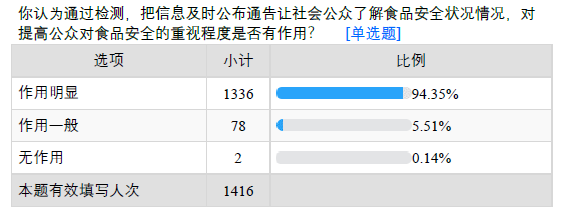 你认为通过检测，把信息及时公布通告让社会公众了解食品安全状况情况，对
提高公众对食品安全的重视程度是否有作用？ [单选题]
选项 小计 比例
作用明显 1336 94.35%
作用一般 78 5.51%
无作用 2 0.14%
本题有效填写人次 1416